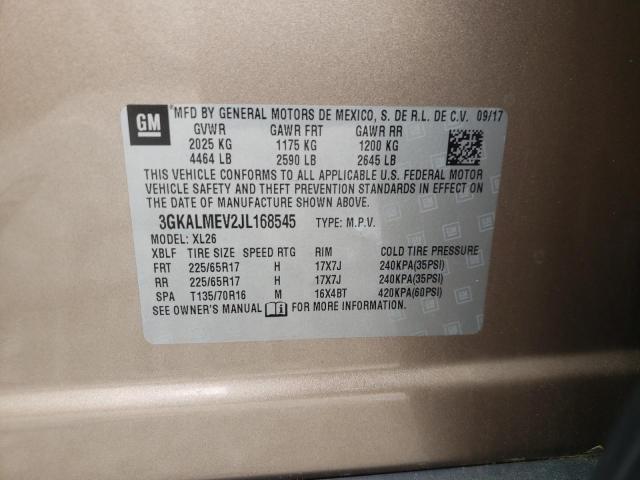 GM *MFD BY GENERAL MOTORS DE MEXICO, S. DE R.L. DE C.V. 09/17
GVWR GAWR FRT GAWR RR
2025 KG 1175 KG 1200 KG
4464 LB 2590 LB 2645 LB
THIS VEHICLE CONFORMS TO ALL APPLICABLE U.S. FEDERAL MOTOR
VEHICLE SAFETY AND THEFT PREVENTION STANDARDS IN EFFECT ON
THE DATE OF MANUFACTURE SHOWN ABOVE.
3GKALMEV2JL168545 TYPE: M.P.V.
MODEL: XL26
XBLF TIRE SIZE SPEED RTG RIM COLD TIRE PRESSURE
FRT 225/65R17 H 17X7J 240KPA(35PSI)
RR 225/65R17 H 17X7J 240KPA(35PSI)
SPA T135/70R16 M 16X4BT 420KPA(60PSI)
SEE OWNER'S MANUAL FOR MORE INFORMATION.